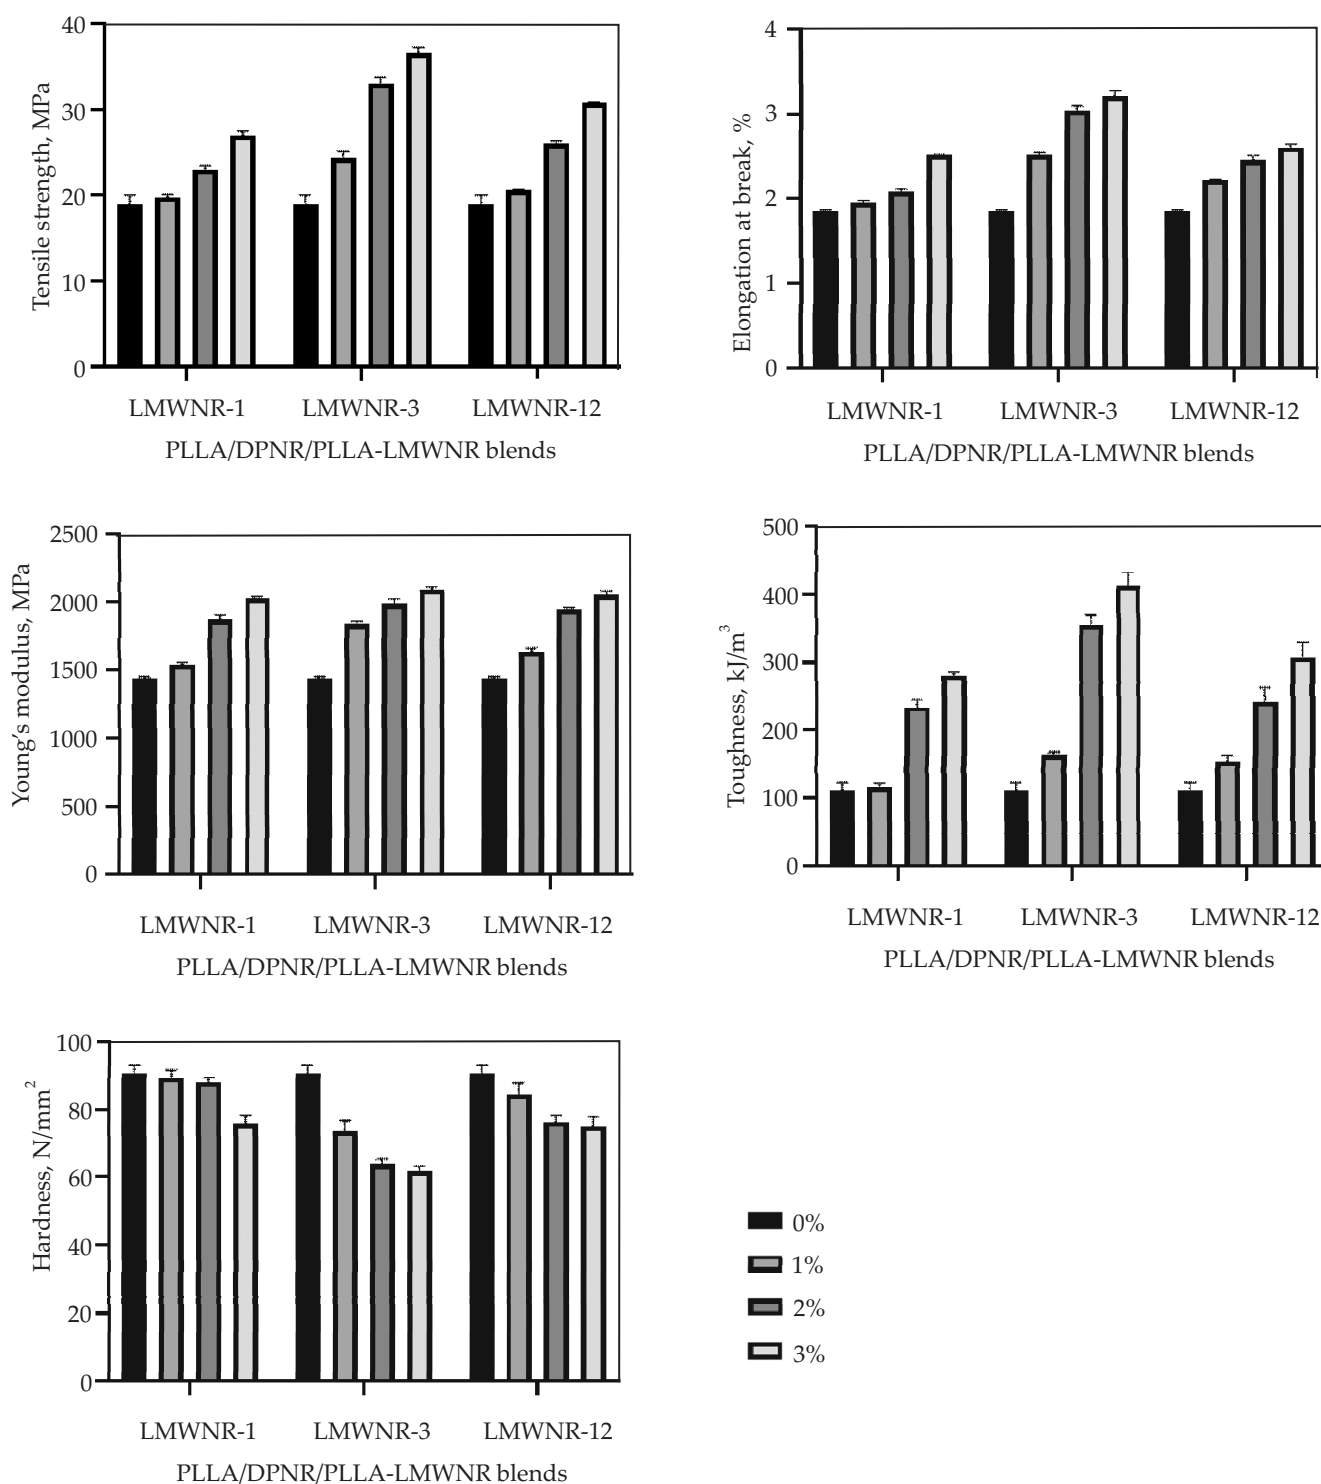 40
30
20
10
0
Tensile strength, MPa
LMWNR-1 LMWNR-3 LMWNR-12
PLLA/DPNR/PLLA-LMWNR blends
4
3
2
1
0
Elongation at break, %
LMWNR-1 LMWNR-3 LMWNR-12
PLLA/DPNR/PLLA-LMWNR blends
2500
2000
1500
1000
500
0
Young's modulus, MPa
LMWNR-1 LMWNR-3 LMWNR-12
PLLA/DPNR/PLLA-LMWNR blends
500
400
300
200
100
0
Toughness, kJ/m³
LMWNR-1 LMWNR-3 LMWNR-12
PLLA/DPNR/PLLA-LMWNR blends
100
80
60
40
20
0
Hardness, N/mm²
LMWNR-1 LMWNR-3 LMWNR-12
PLLA/DPNR/PLLA-LMWNR blends
0%
1%
2%
3%